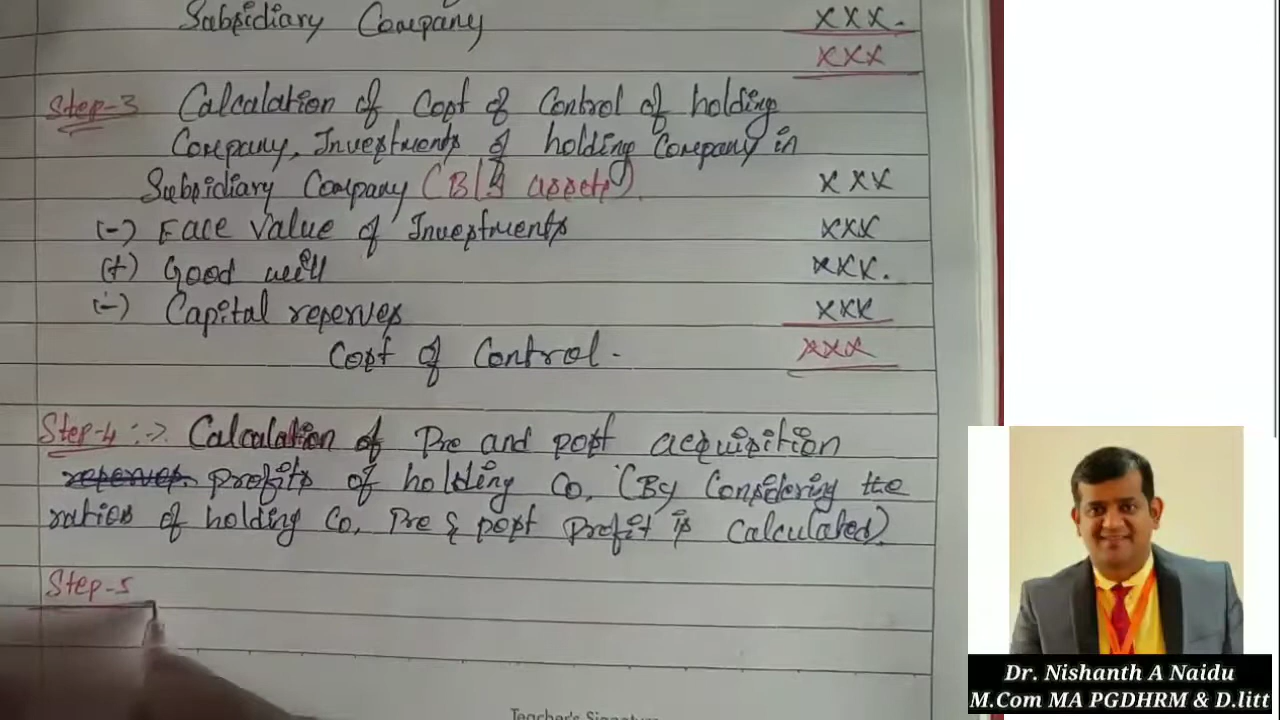 Subsidiary Company xxx.
xxx
Step-3 Calculation of Cost of Control of holding
Company, Investments of holding Company in
Subsidiary Company (B/s assets). x xx
(-) Face value of Investments xxx
(+) Good will xxx.
(-) Capital reserves xxx
Cost of Control. xxx
Step-4 :-> Calculation of Pre and post acquisition
reserves. profits of holding Co, (By Considering the
ratios of holding Co, Pre & post Profit is Calculated).
Step-5
Teacher's Signature
Dr. Nishanth A Naidu
M.Com MA PGDHRM & D.litt